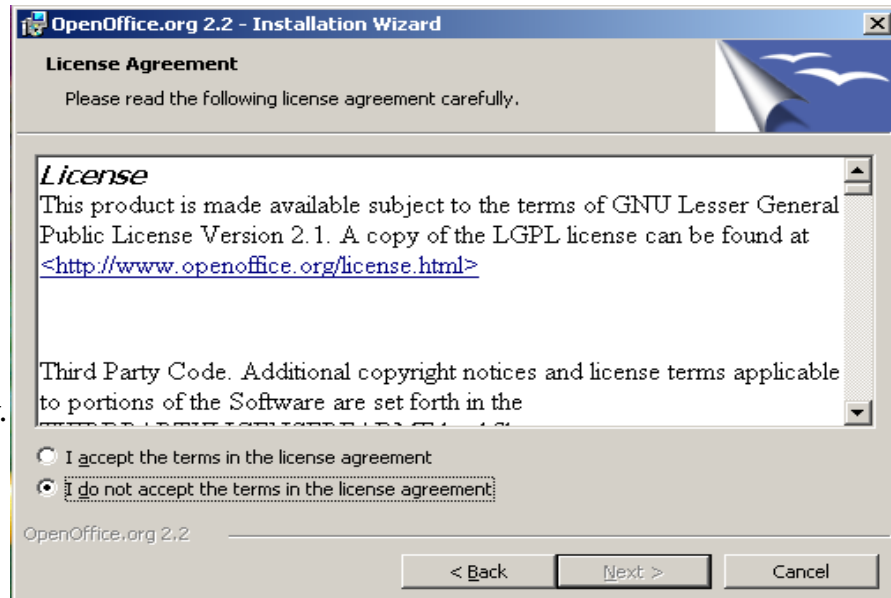 OpenOffice.org 2.2 - Installation Wizard
License Agreement
Please read the following license agreement carefully.
License
This product is made available subject to the terms of GNU Lesser General
Public License Version 2.1. A copy of the LGPL license can be found at
<http://www.openoffice.org/license.html>
Third Party Code. Additional copyright notices and license terms applicable
to portions of the Software are set forth in the
I accept the terms in the license agreement
I do not accept the terms in the license agreement
OpenOffice.org 2.2
< Back
Next >
Cancel